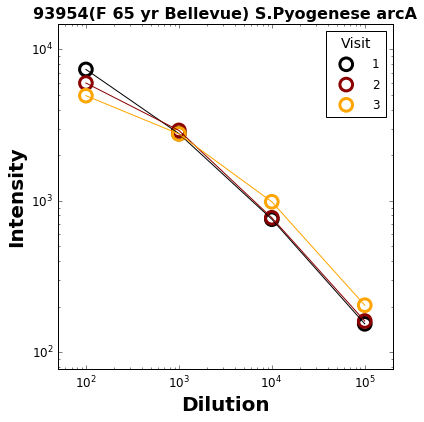 93954(F 65 yr Bellevue) S.Pyogenese arcA
Visit
1
2
3
10⁴
10³
10²
Intensity
10² 10³ 10⁴ 10⁵
Dilution